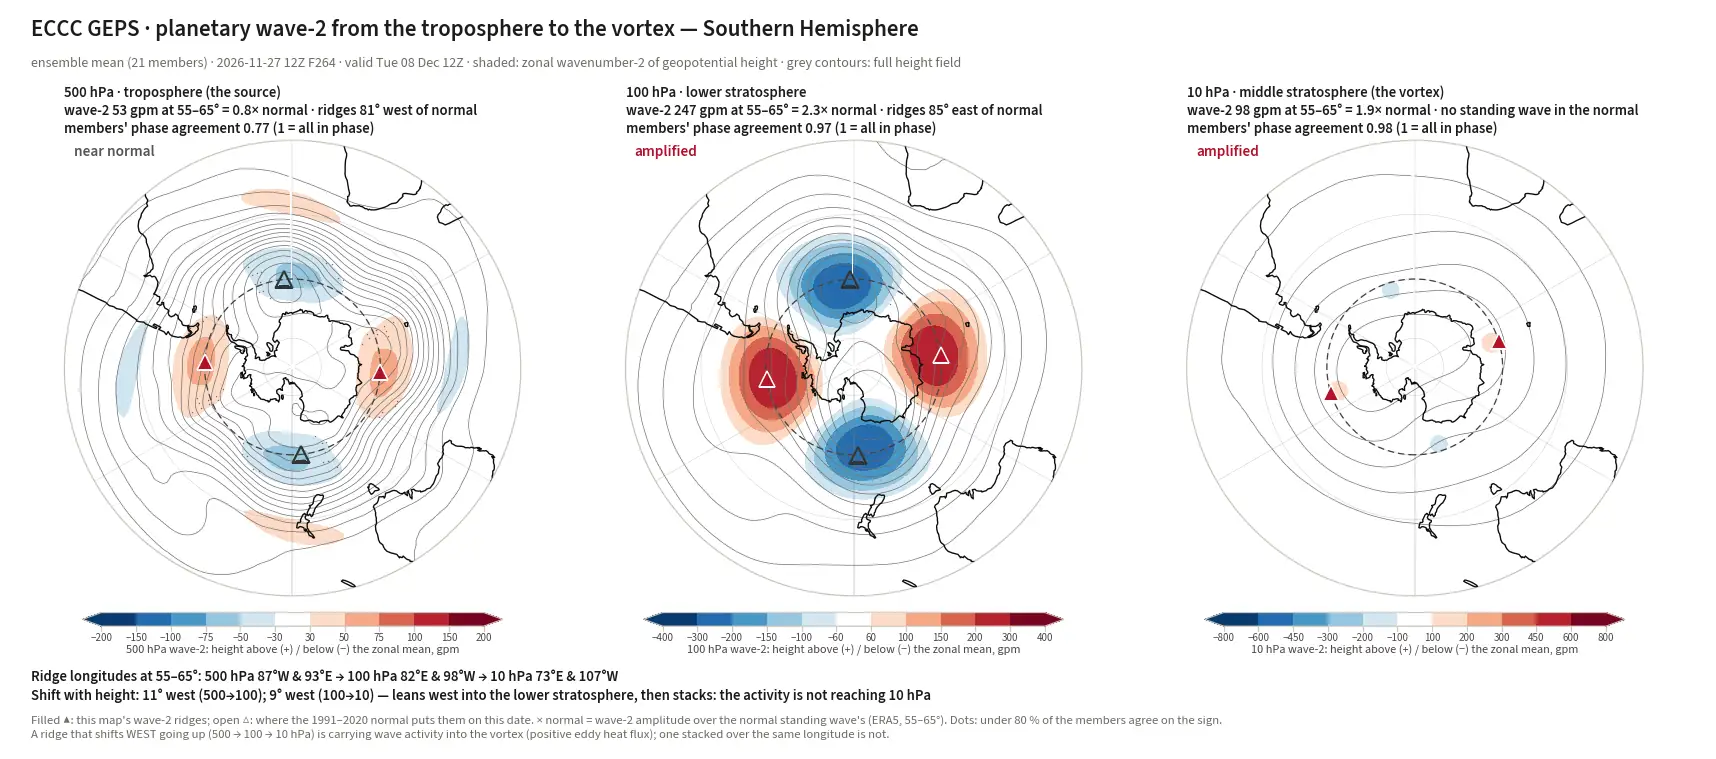 ECCC GEPS · planetary wave-2 from the troposphere to the vortex — Southern Hemisphere
ensemble mean (21 members) · 2026-11-27 12Z F264 · valid Tue 08 Dec 12Z · shaded: zonal wavenumber-2 of geopotential height · grey contours: full height field
500 hPa · troposphere (the source)
wave-2 53 gpm at 55–65° = 0.8× normal · ridges 81° west of normal
members' phase agreement 0.77 (1 = all in phase)
near normal
100 hPa · lower stratosphere
wave-2 247 gpm at 55–65° = 2.3× normal · ridges 85° east of normal
members' phase agreement 0.97 (1 = all in phase)
amplified
10 hPa · middle stratosphere (the vortex)
wave-2 98 gpm at 55–65° = 1.9× normal · no standing wave in the normal
members' phase agreement 0.98 (1 = all in phase)
amplified
−200 −150 −100 −75 −50 −30 30 50 75 100 150 200
500 hPa wave-2: height above (+) / below (−) the zonal mean, gpm
−400 −300 −200 −150 −100 −60 60 100 150 200 300 400
100 hPa wave-2: height above (+) / below (−) the zonal mean, gpm
−800 −600 −450 −300 −200 −100 100 200 300 450 600 800
10 hPa wave-2: height above (+) / below (−) the zonal mean, gpm
Ridge longitudes at 55–65°: 500 hPa 87°W & 93°E → 100 hPa 82°E & 98°W → 10 hPa 73°E & 107°W
Shift with height: 11° west (500→100); 9° west (100→10) — leans west into the lower stratosphere, then stacks: the activity is not reaching 10 hPa
Filled ▲: this map's wave-2 ridges; open △: where the 1991–2020 normal puts them on this date. × normal = wave-2 amplitude over the normal standing wave's (ERA5, 55–65°). Dots: under 80 % of the members agree on the sign.
A ridge that shifts WEST going up (500 → 100 → 10 hPa) is carrying wave activity into the vortex (positive eddy heat flux); one stacked over the same longitude is not.